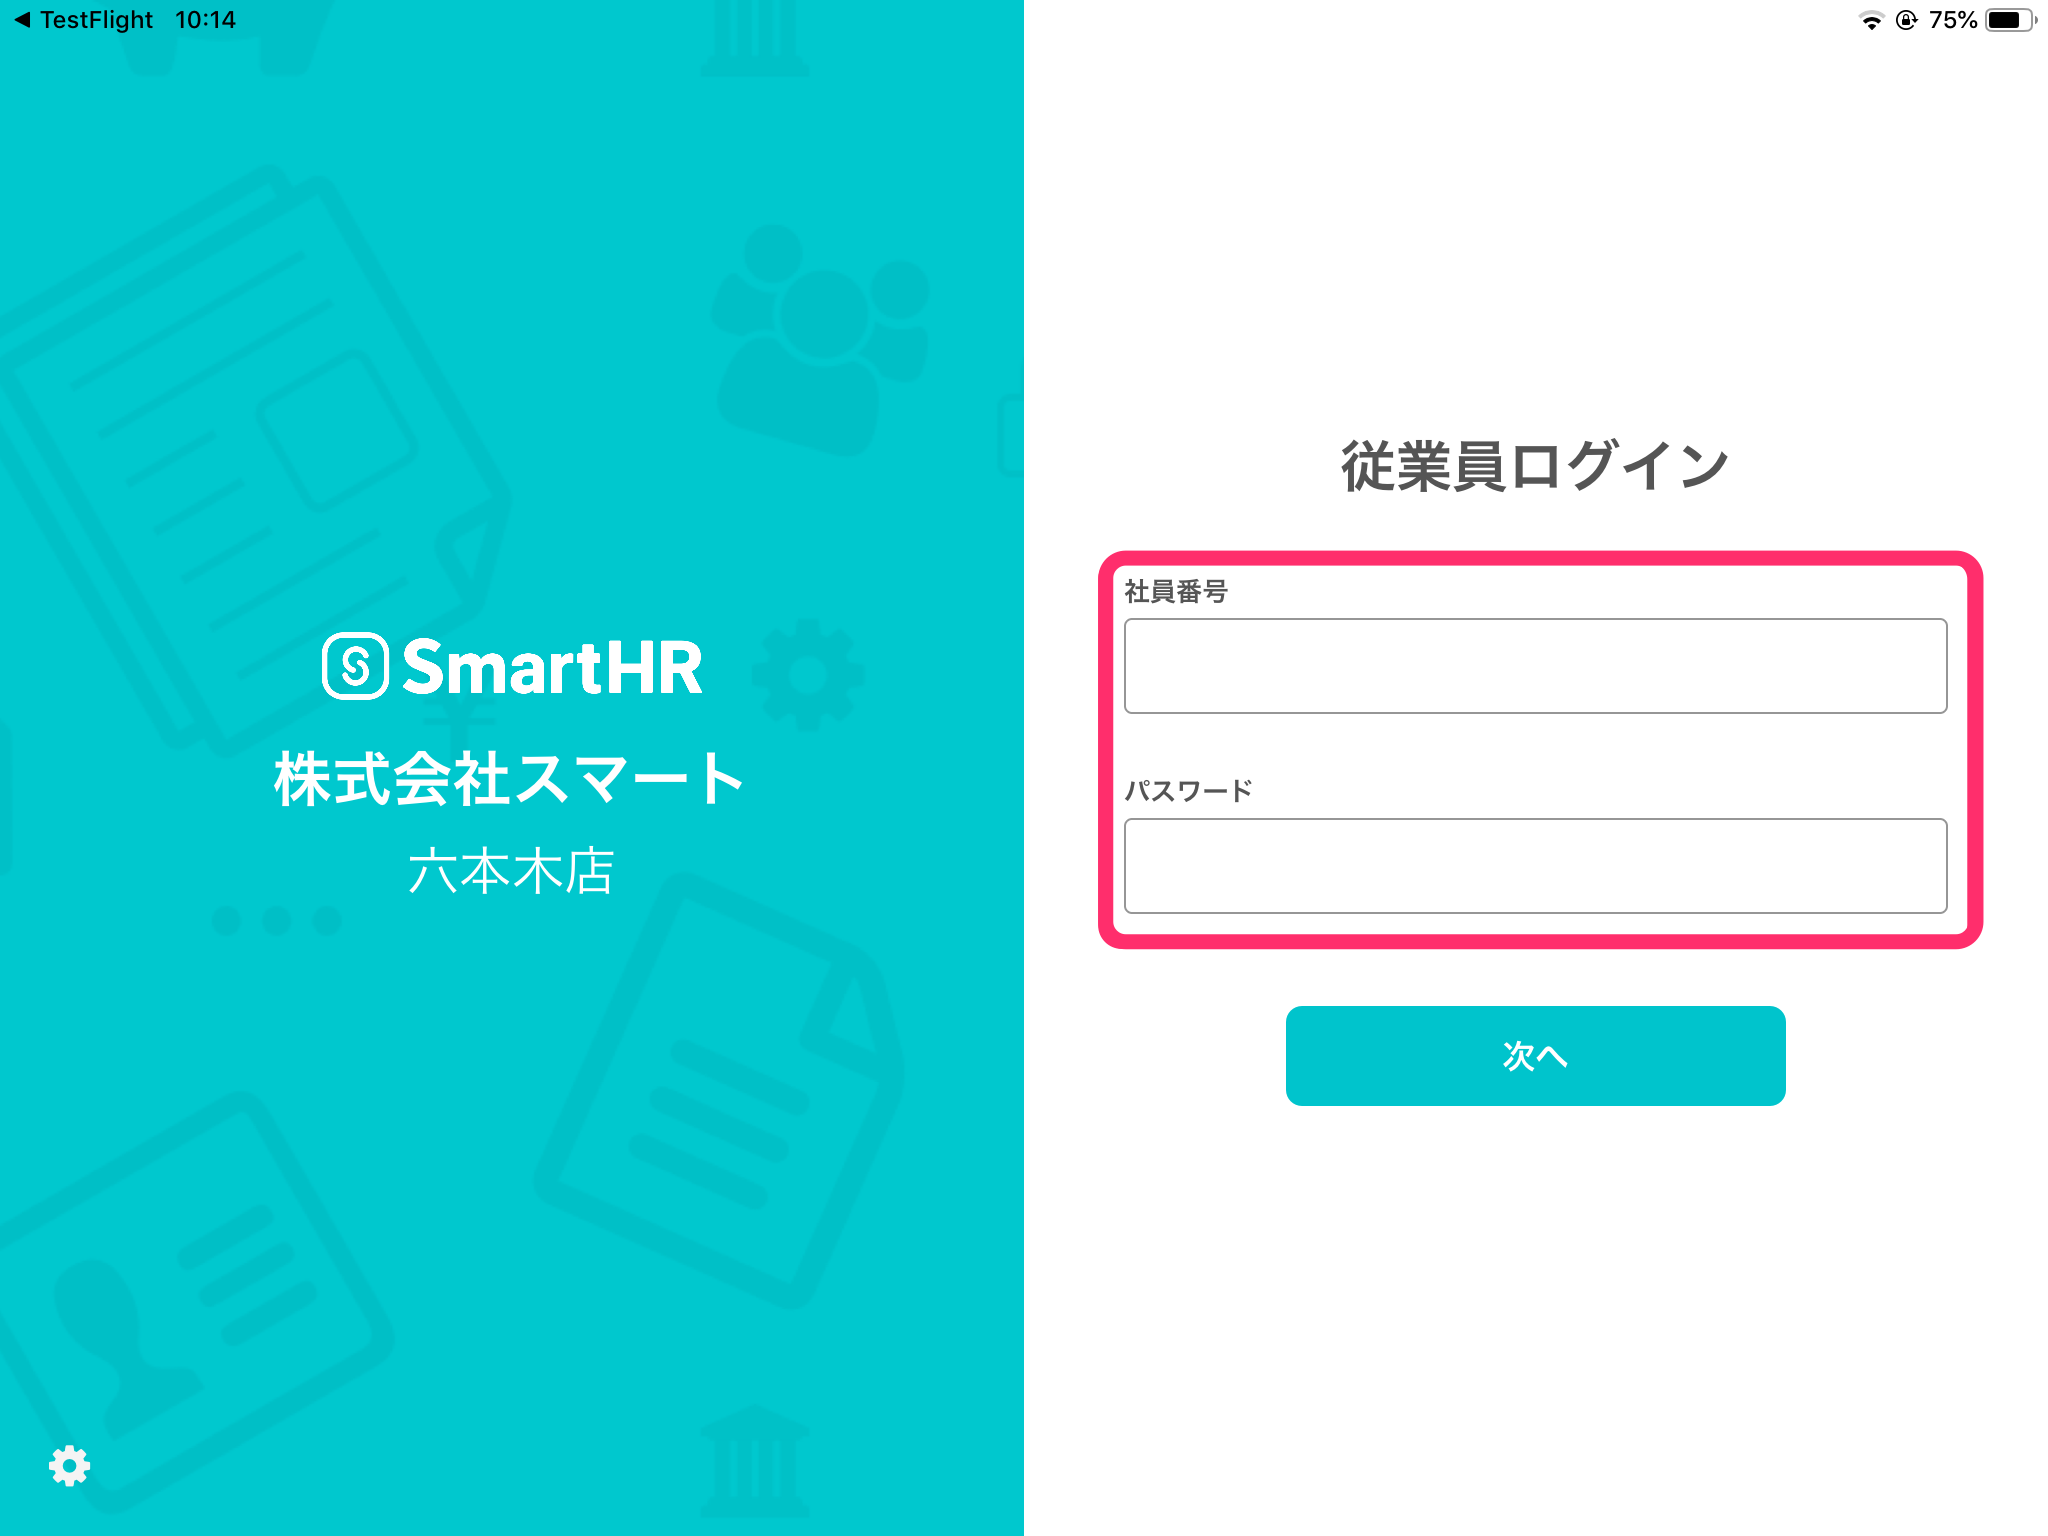 TestFlight 10:14
75%
SmartHR
株式会社スマート
六本木店
従業員ログイン
社員番号
パスワード
次へ